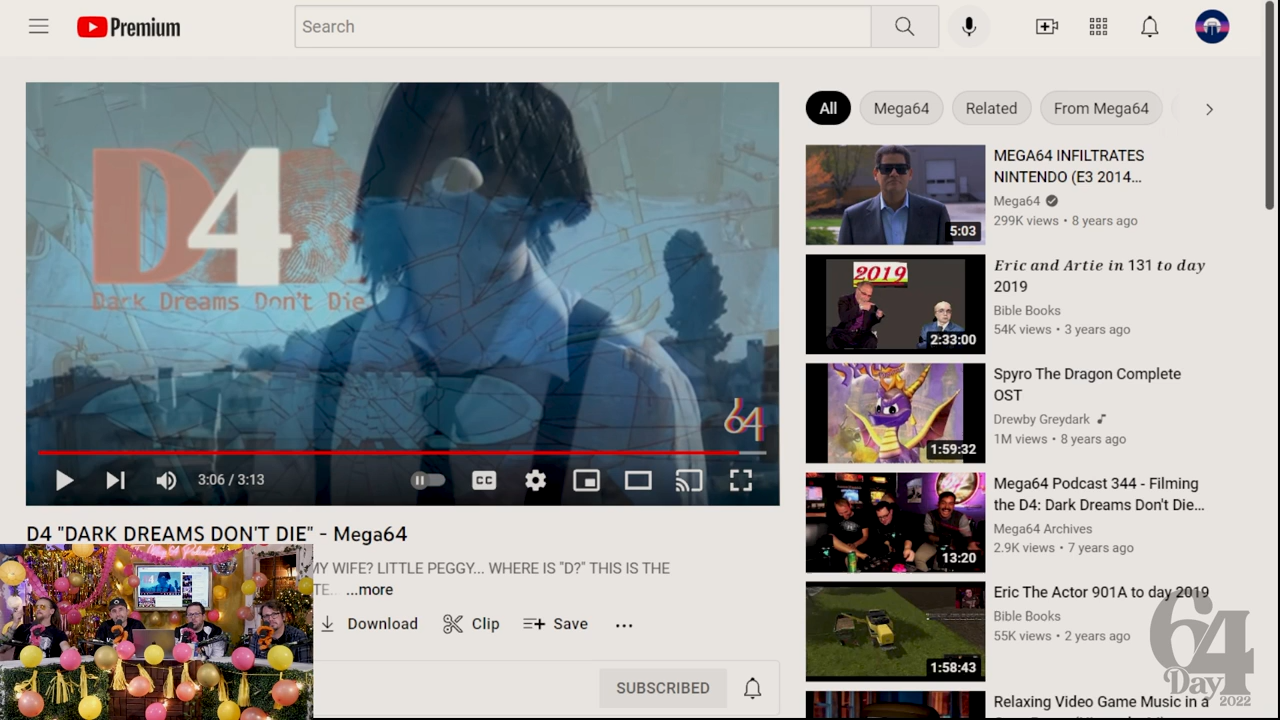 Premium
Search
D4
Dark Dreams Don't Die
64
3:06 / 3:13
CC
D4 "DARK DREAMS DON'T DIE" - Mega64
MY WIFE? LITTLE PEGGY... WHERE IS "D?" THIS IS THE
...more
Download
Clip
Save
SUBSCRIBED
All
Mega64
Related
From Mega64
MEGA64 INFILTRATES
NINTENDO (E3 2014...
Mega64
299K views • 8 years ago
5:03
2019
Eric and Artie in 131 to day
2019
Bible Books
54K views • 3 years ago
2:33:00
Spyro The Dragon Complete
OST
Drewby Greydark
1M views • 8 years ago
1:59:32
Mega64 Podcast 344 - Filming
the D4: Dark Dreams Don't Die...
Mega64 Archives
2.9K views • 7 years ago
13:20
Eric The Actor 901A to day 2019
Bible Books
55K views • 2 years ago
1:58:43
Relaxing Video Game Music in a
64
Day
2022